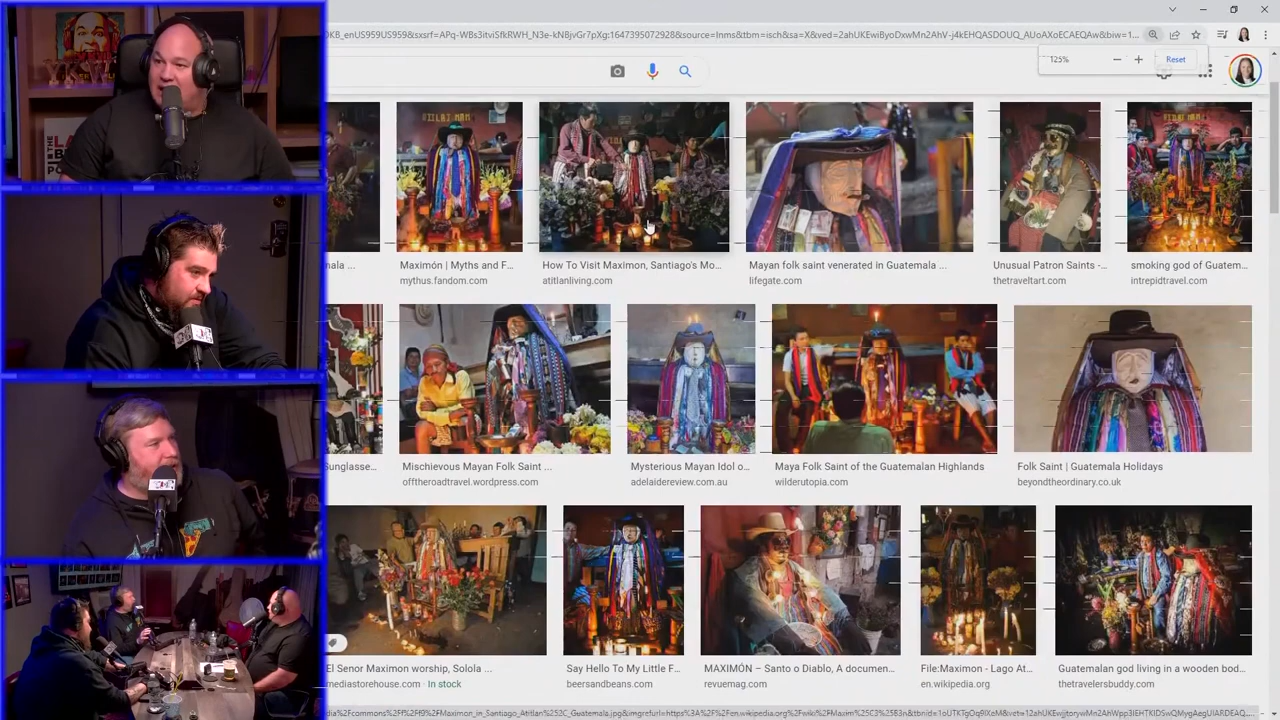 125%
Reset
mala ...
Maximón | Myths and F...
mythus.fandom.com
How To Visit Maximon, Santiago's Mo...
atitlanliving.com
Mayan folk saint venerated in Guatemala ...
lifegate.com
Unusual Patron Saints -...
thetraveltart.com
smoking god of Guatem...
intrepidtravel.com
Sunglasse...
Mischievous Mayan Folk Saint ...
offtheroadtravel.wordpress.com
Mysterious Mayan Idol o...
adelaidereview.com.au
Maya Folk Saint of the Guatemalan Highlands
wilderutopia.com
Folk Saint | Guatemala Holidays
beyondtheordinary.co.uk
El Senor Maximon worship, Solola ...
mediastorehouse.com · In stock
Say Hello To My Little F...
beersandbeans.com
MAXIMÓN – Santo o Diablo, A documen...
revuemag.com
File:Maximon - Lago At...
en.wikipedia.org
Guatemalan god living in a wooden bod...
thetravelersbuddy.com